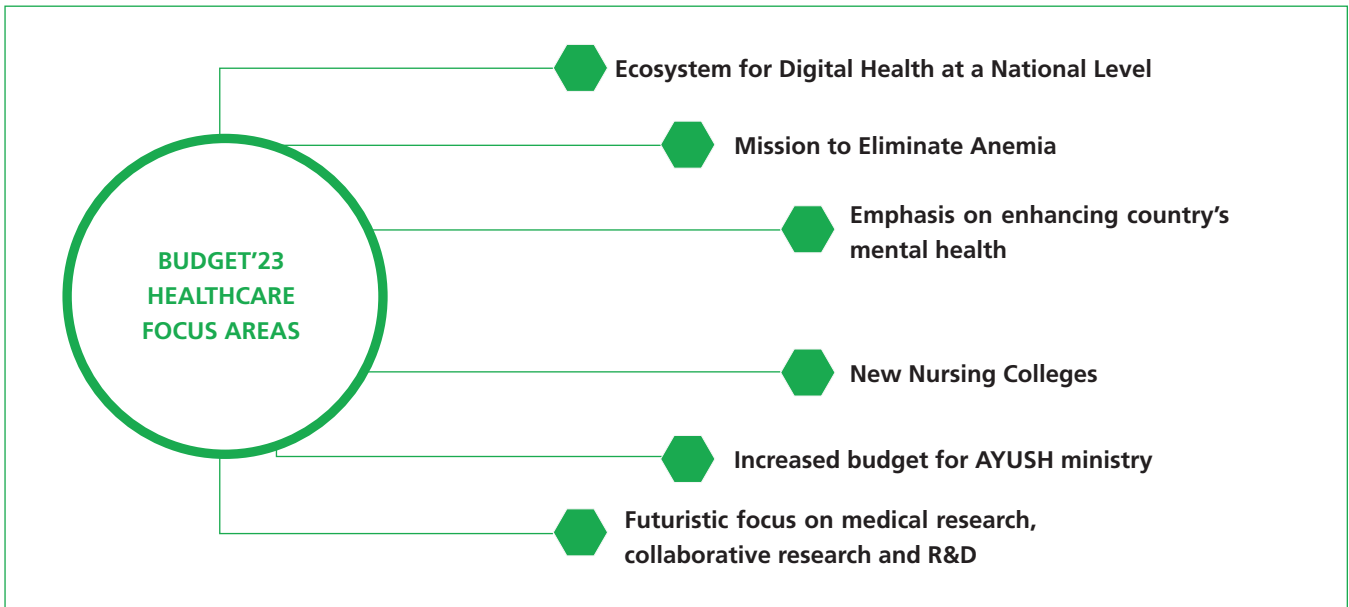 BUDGET’23
HEALTHCARE
FOCUS AREAS
Ecosystem for Digital Health at a National Level
Mission to Eliminate Anemia
Emphasis on enhancing country’s
mental health
New Nursing Colleges
Increased budget for AYUSH ministry
Futuristic focus on medical research,
collaborative research and R&D